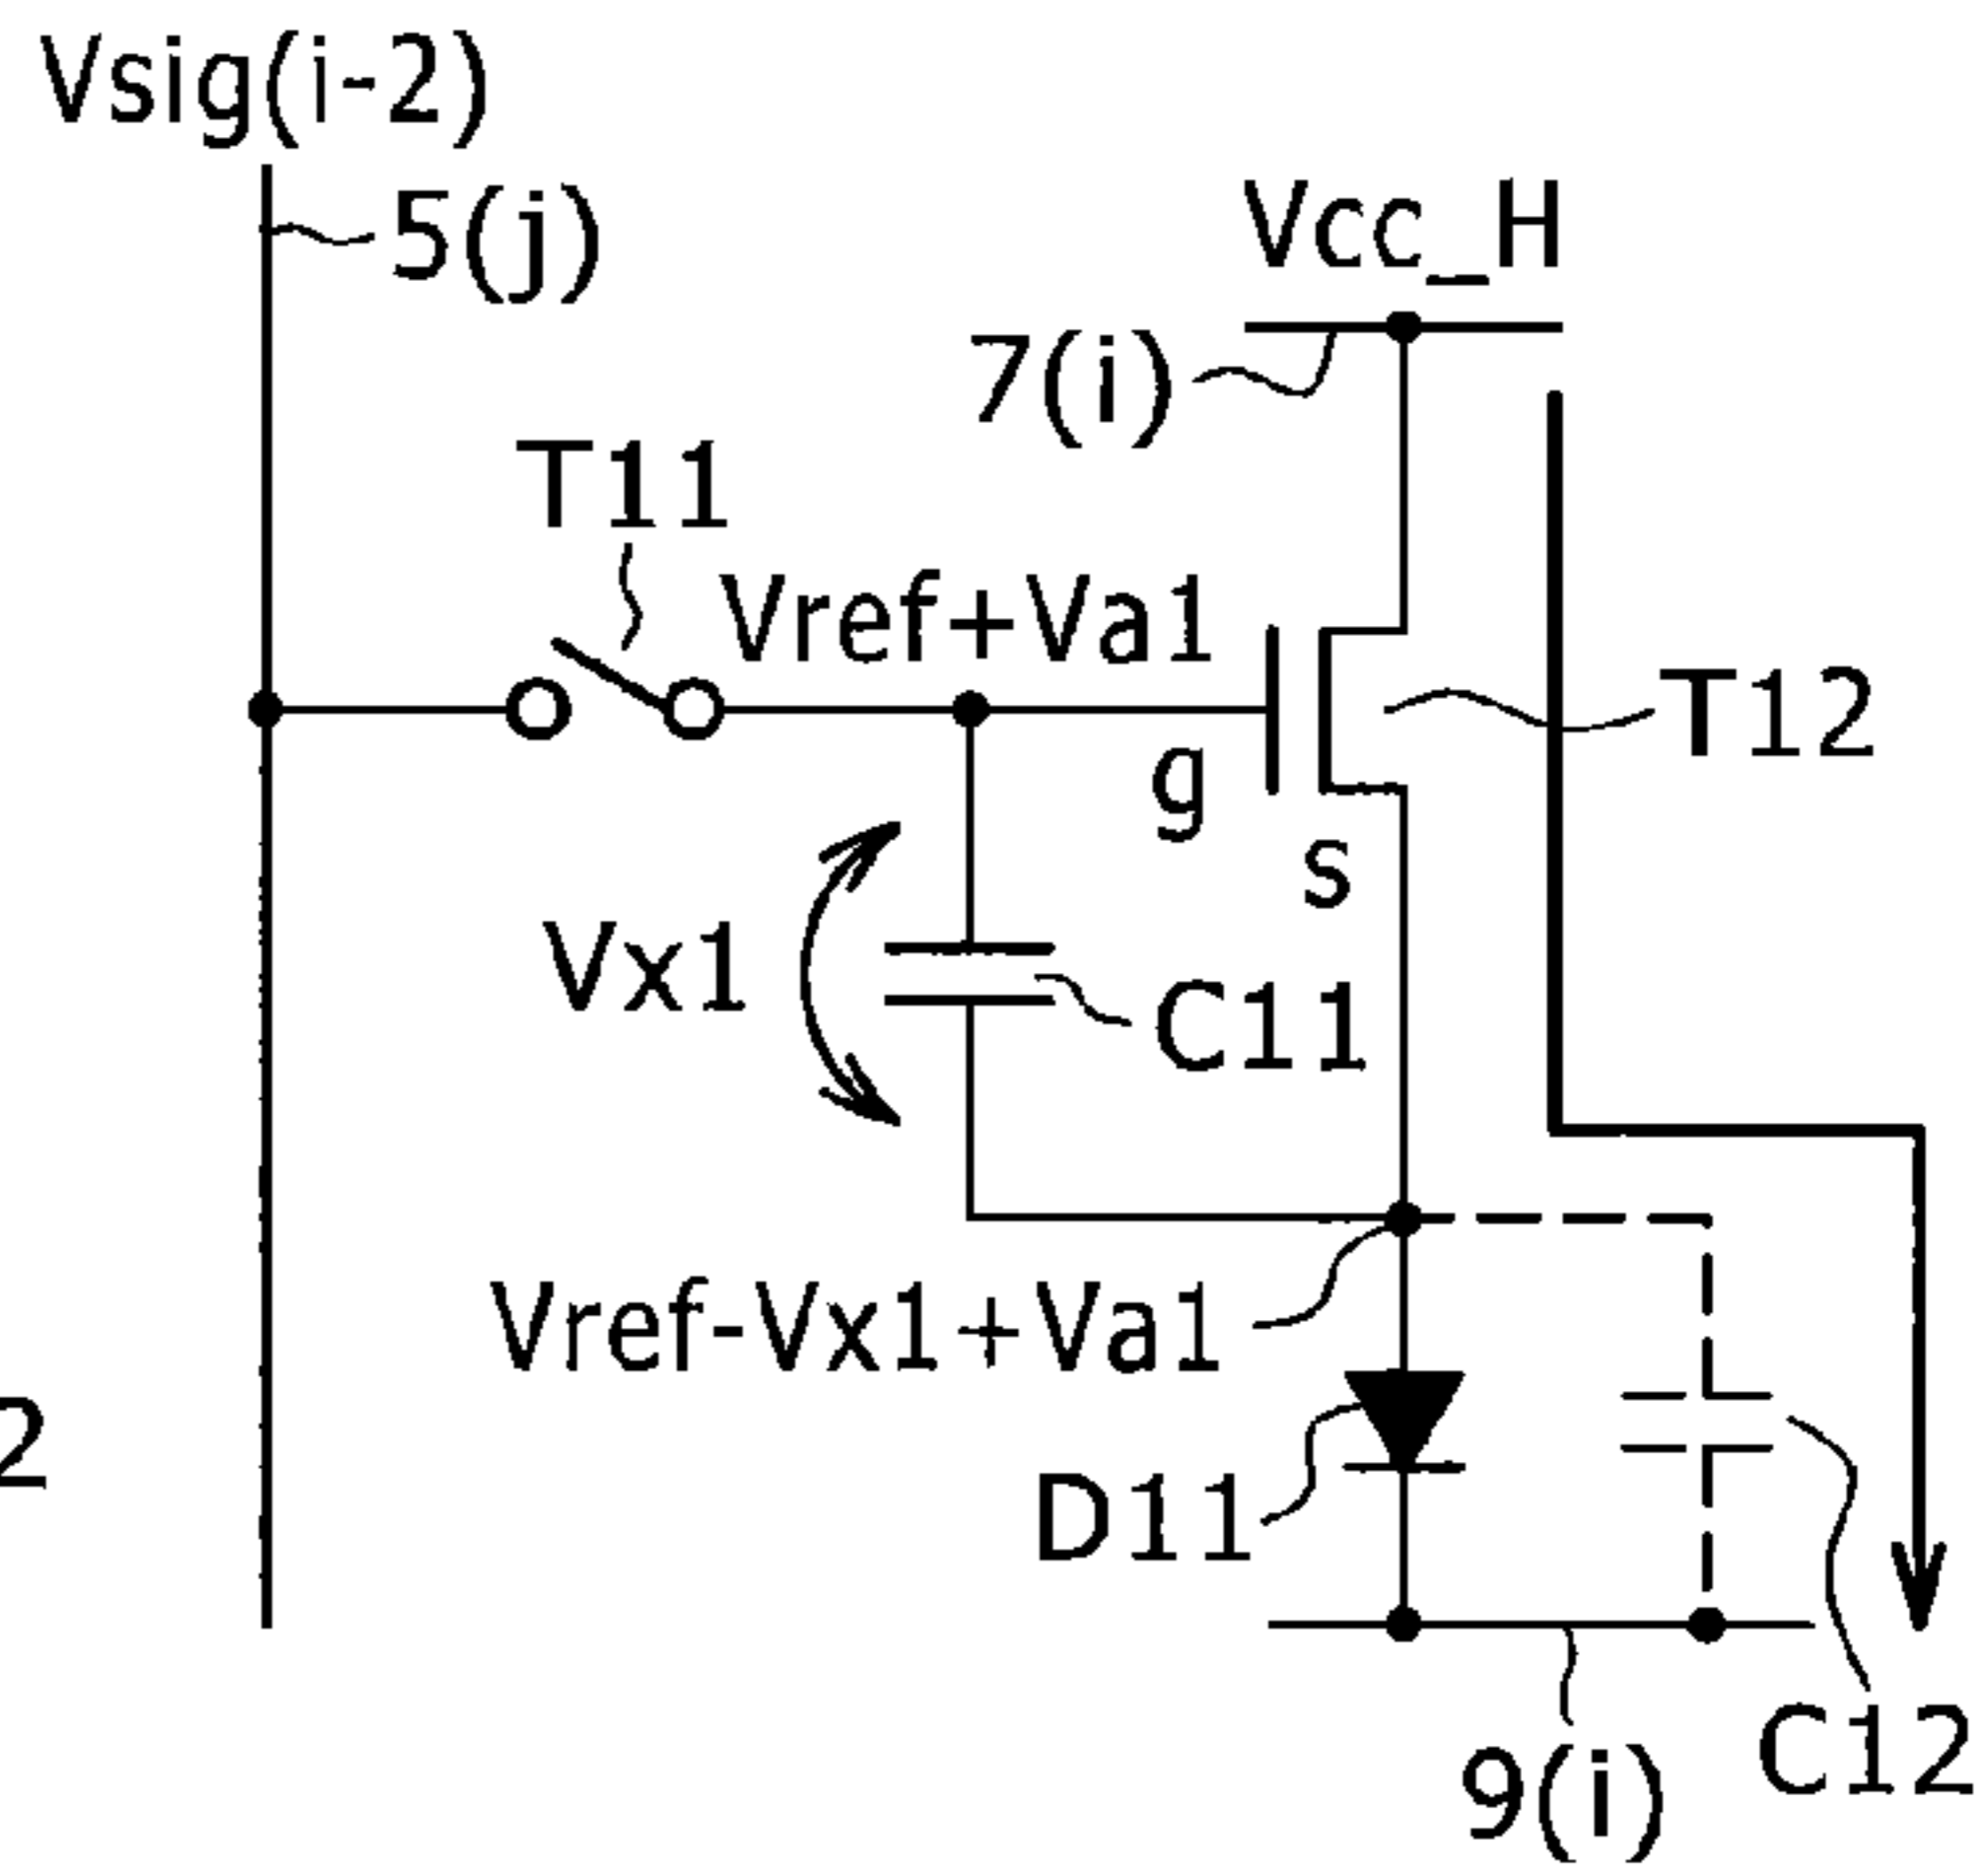 Vsig(i-2)
5(j)
Vcc_H
7(i)
T11
Vref+Va1
T12
g
s
Vx1
C11
Vref-Vx1+Va1
2
D11
C12
9(i)